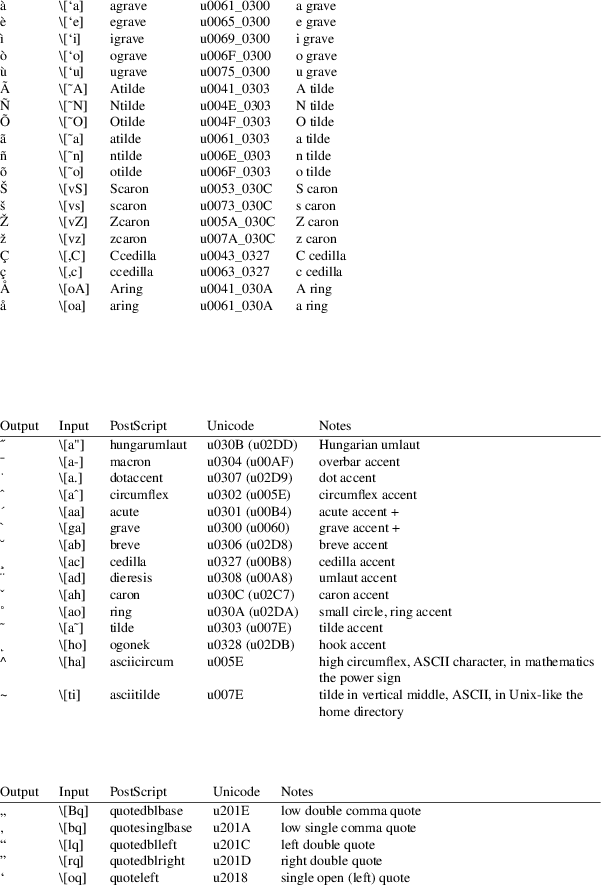 à \[`a] agrave u0061_0300 a grave
è \[`e] egrave u0065_0300 e grave
ì \[`i] igrave u0069_0300 i grave
ò \[`o] ograve u006F_0300 o grave
ù \[`u] ugrave u0075_0300 u grave
Ã \[~A] Atilde u0041_0303 A tilde
Ñ \[~N] Ntilde u004E_0303 N tilde
Õ \[~O] Otilde u004F_0303 O tilde
ã \[~a] atilde u0061_0303 a tilde
ñ \[~n] ntilde u006E_0303 n tilde
õ \[~o] otilde u006F_0303 o tilde
Š \[vS] Scaron u0053_030C S caron
š \[vs] scaron u0073_030C s caron
Ž \[vZ] Zcaron u005A_030C Z caron
ž \[vz] zcaron u007A_030C z caron
Ç \[,C] Ccedilla u0043_0327 C cedilla
ç \[,c] ccedilla u0063_0327 c cedilla
Å \[oA] Aring u0041_030A A ring
å \[oa] aring u0061_030A a ring
Output Input PostScript Unicode Notes
˝ \[a"] hungarumlaut u030B (u02DD) Hungarian umlaut
¯ \[a-] macron u0304 (u00AF) overbar accent
˙ \[a.] dotaccent u0307 (u02D9) dot accent
ˆ \[aˆ] circumflex u0302 (u005E) circumflex accent
´ \[aa] acute u0301 (u00B4) acute accent +
` \[ga] grave u0300 (u0060) grave accent +
˘ \[ab] breve u0306 (u02D8) breve accent
¸ \[ac] cedilla u0327 (u00B8) cedilla accent
¨ \[ad] dieresis u0308 (u00A8) umlaut accent
ˇ \[ah] caron u030C (u02C7) caron accent
˚ \[ao] ring u030A (u02DA) small circle, ring accent
˜ \[a˜] tilde u0303 (u007E) tilde accent
˛ \[ho] ogonek u0328 (u02DB) hook accent
^ \[ha] asciicircum u005E high circumflex, ASCII character, in mathematics
the power sign
~ \[ti] asciitilde u007E tilde in vertical middle, ASCII, in Unix-like the
home directory
Output Input PostScript Unicode Notes
„ \[Bq] quotedblbase u201E low double comma quote
‚ \[bq] quotesinglbase u201A low single comma quote
“ \[lq] quotedblleft u201C left double quote
” \[rq] quotedblright u201D right double quote
‘ \[oq] quoteleft u2018 single open (left) quote